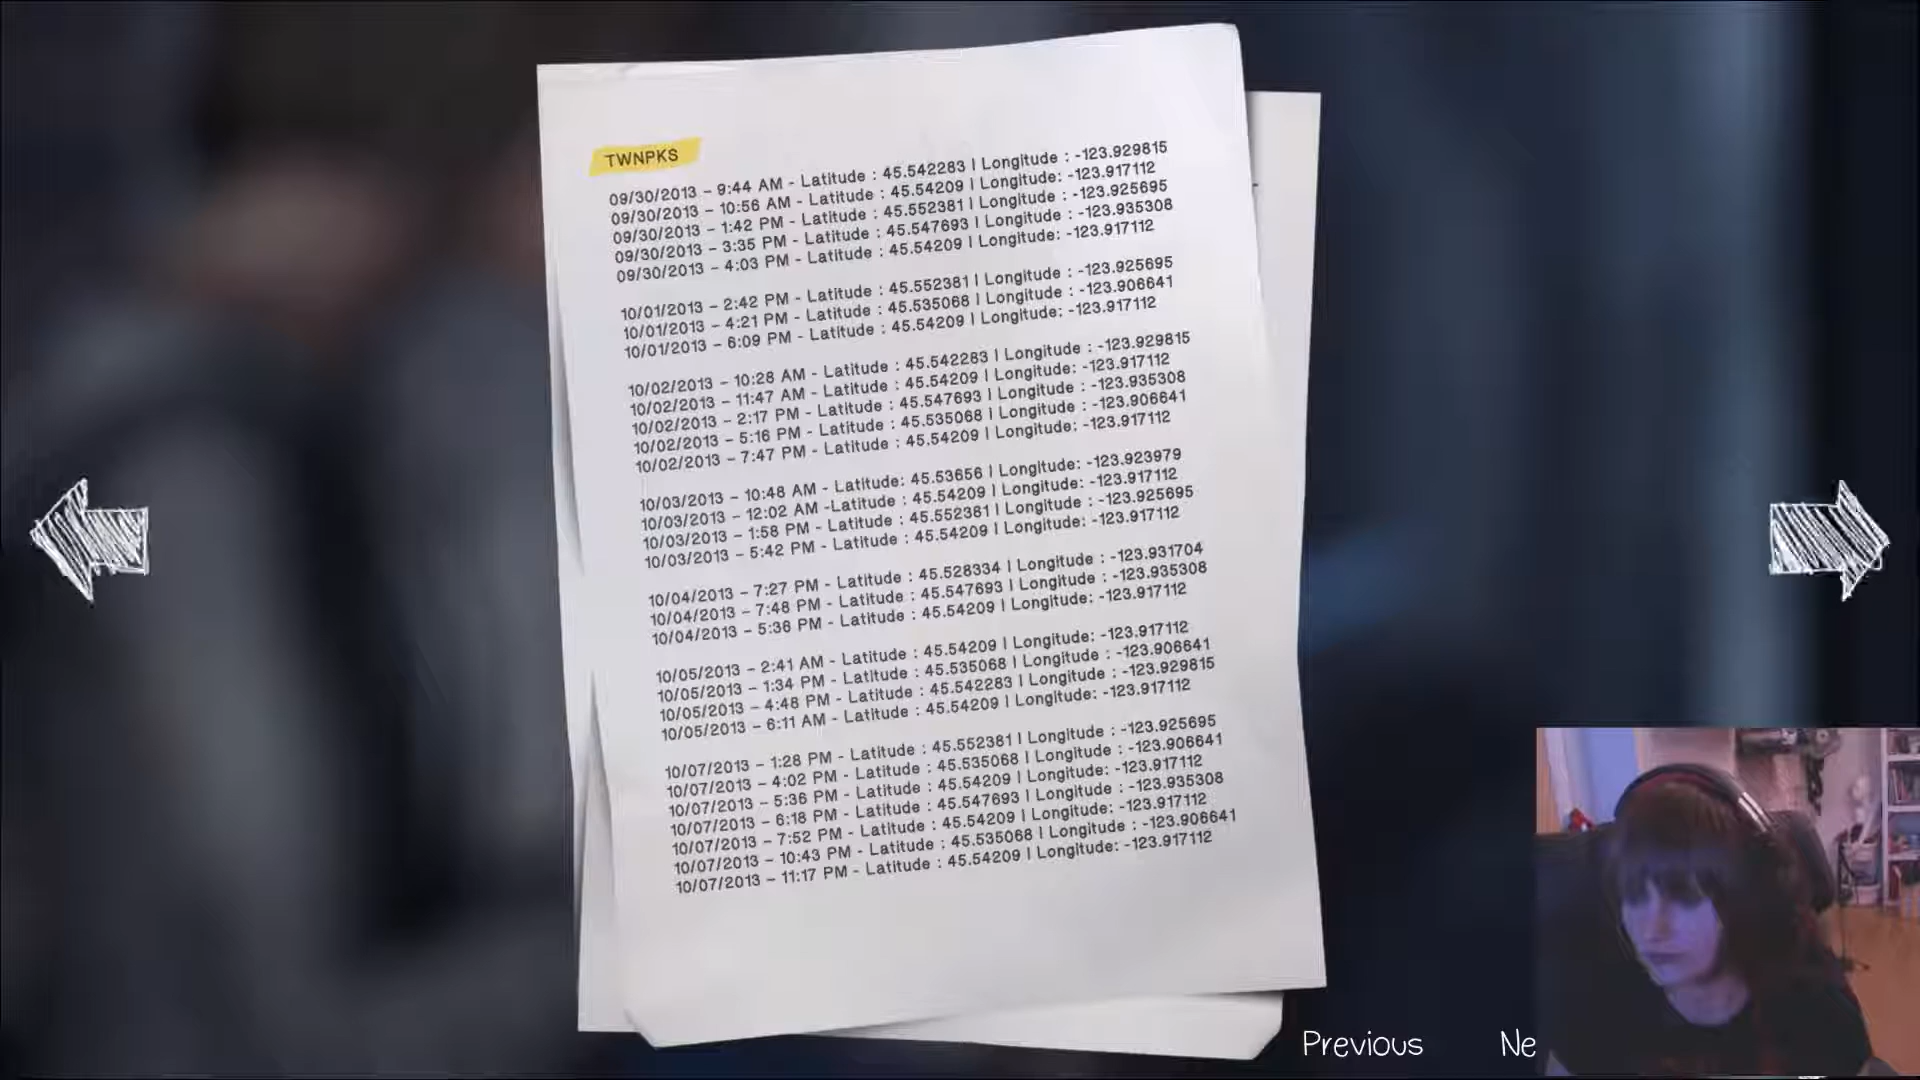 TWNPKS
09/30/2013 – 9:44 AM - Latitude : 45.542283 | Longitude : -123.929815
09/30/2013 – 10:56 AM - Latitude : 45.54209 | Longitude: -123.917112
09/30/2013 – 1:42 PM - Latitude : 45.552381 | Longitude : -123.925695
09/30/2013 – 3:35 PM - Latitude : 45.547693 | Longitude : -123.935308
09/30/2013 – 4:03 PM - Latitude : 45.54209 | Longitude: -123.917112
10/01/2013 – 2:42 PM - Latitude : 45.552381 | Longitude : -123.925695
10/01/2013 – 4:21 PM - Latitude : 45.535068 | Longitude : -123.906641
10/01/2013 – 6:09 PM - Latitude : 45.54209 | Longitude: -123.917112
10/02/2013 – 10:28 AM - Latitude : 45.542283 | Longitude : -123.929815
10/02/2013 – 11:47 AM - Latitude : 45.54209 | Longitude: -123.917112
10/02/2013 – 2:17 PM - Latitude : 45.547693 | Longitude : -123.935308
10/02/2013 – 5:16 PM - Latitude : 45.535068 | Longitude : -123.906641
10/02/2013 – 7:47 PM - Latitude : 45.54209 | Longitude: -123.917112
10/03/2013 – 10:48 AM - Latitude: 45.53656 | Longitude: -123.923979
10/03/2013 – 12:02 AM -Latitude : 45.54209 | Longitude: -123.917112
10/03/2013 – 1:58 PM - Latitude : 45.552381 | Longitude : -123.925695
10/03/2013 – 5:42 PM - Latitude : 45.54209 | Longitude: -123.917112
10/04/2013 – 7:27 PM - Latitude : 45.528334 | Longitude : -123.931704
10/04/2013 – 7:48 PM - Latitude : 45.547693 | Longitude : -123.935308
10/04/2013 – 5:36 PM - Latitude : 45.54209 | Longitude: -123.917112
10/05/2013 – 2:41 AM - Latitude : 45.54209 | Longitude: -123.917112
10/05/2013 – 1:34 PM - Latitude : 45.535068 | Longitude : -123.906641
10/05/2013 – 4:48 PM - Latitude : 45.542283 | Longitude : -123.929815
10/05/2013 – 6:11 AM - Latitude : 45.54209 | Longitude: -123.917112
10/07/2013 – 1:28 PM - Latitude : 45.552381 | Longitude : -123.925695
10/07/2013 – 4:02 PM - Latitude : 45.535068 | Longitude : -123.906641
10/07/2013 – 5:36 PM - Latitude : 45.54209 | Longitude: -123.917112
10/07/2013 – 6:18 PM - Latitude : 45.547693 | Longitude : -123.935308
10/07/2013 – 7:52 PM - Latitude : 45.54209 | Longitude: -123.917112
10/07/2013 – 10:43 PM - Latitude : 45.535068 | Longitude : -123.906641
10/07/2013 – 11:17 PM - Latitude : 45.54209 | Longitude: -123.917112
Previous Ne